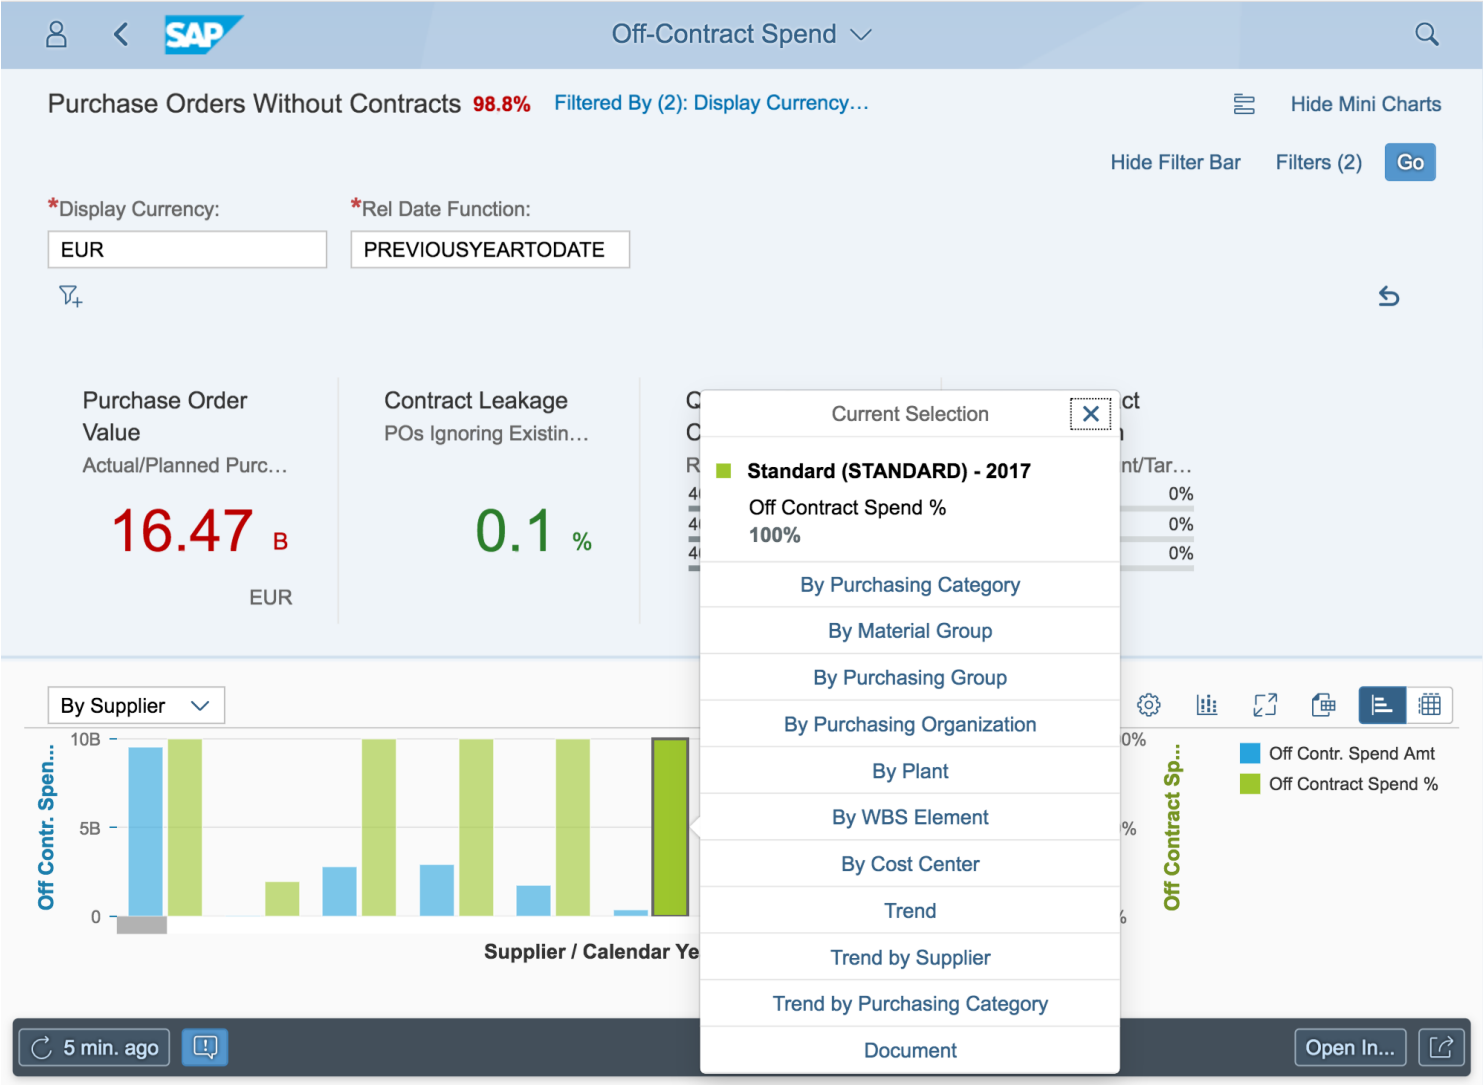 SAP
Off-Contract Spend
Purchase Orders Without Contracts 98.8% Filtered By (2): Display Currency...
Hide Mini Charts
Hide Filter Bar Filters (2) Go
*Display Currency: *Rel Date Function:
EUR PREVIOUSYEARTODATE
Purchase Order
Value
Actual/Planned Purc...
16.47 B
EUR
Contract Leakage
POs Ignoring Existin...
0.1 %
nt/Tar...
0%
0%
0%
Current Selection
Standard (STANDARD) - 2017
Off Contract Spend %
100%
By Purchasing Category
By Material Group
By Purchasing Group
By Purchasing Organization
By Plant
By WBS Element
By Cost Center
Trend
Trend by Supplier
Trend by Purchasing Category
Document
By Supplier
Off Contr. Spen...
10B
5B
0
Supplier / Calendar Ye
Off Contract Sp...
Off Contr. Spend Amt
Off Contract Spend %
5 min. ago
Open In...